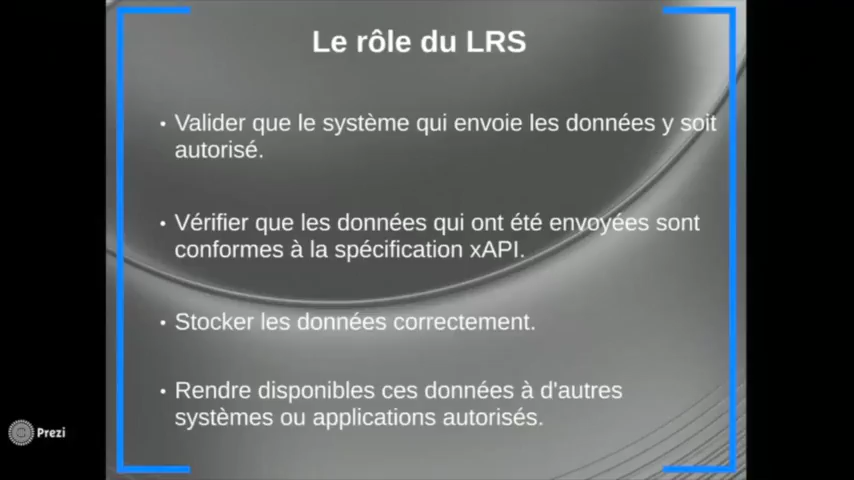 Le rôle du LRS
• Valider que le système qui envoie les données y soit
autorisé.
• Vérifier que les données qui ont été envoyées sont
conformes à la spécification xAPI.
• Stocker les données correctement.
• Rendre disponibles ces données à d'autres
systèmes ou applications autorisés.
Prezi